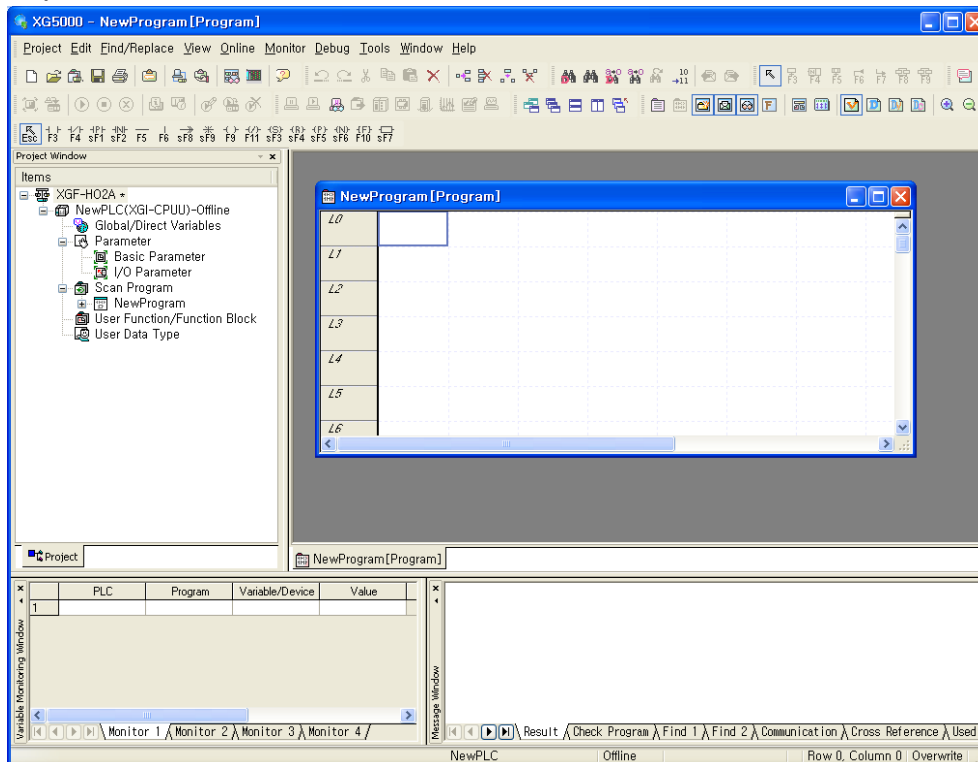 XG5000 - NewProgram[Program]
Project Edit Find/Replace View Online Monitor Debug Tools Window Help
Esc F3 F4 sF1 sF2 F5 F6 sF8 sF9 F9 F11 sF3 sF4 sF5 sF6 F10 sF7
Project Window
Items
XGF-HO2A *
NewPLC(XGI-CPUU)-Offline
Global/Direct Variables
Parameter
Basic Parameter
I/O Parameter
Scan Program
NewProgram
User Function/Function Block
User Data Type
Project
NewProgram[Program]
L0
L1
L2
L3
L4
L5
L6
NewProgram[Program]
Variable Monitoring Window
PLC Program Variable/Device Value
1
Monitor 1 Monitor 2 Monitor 3 Monitor 4
Message Window
Result Check Program Find 1 Find 2 Communication Cross Reference Used
NewPLC Offline Row 0, Column 0 Overwrite